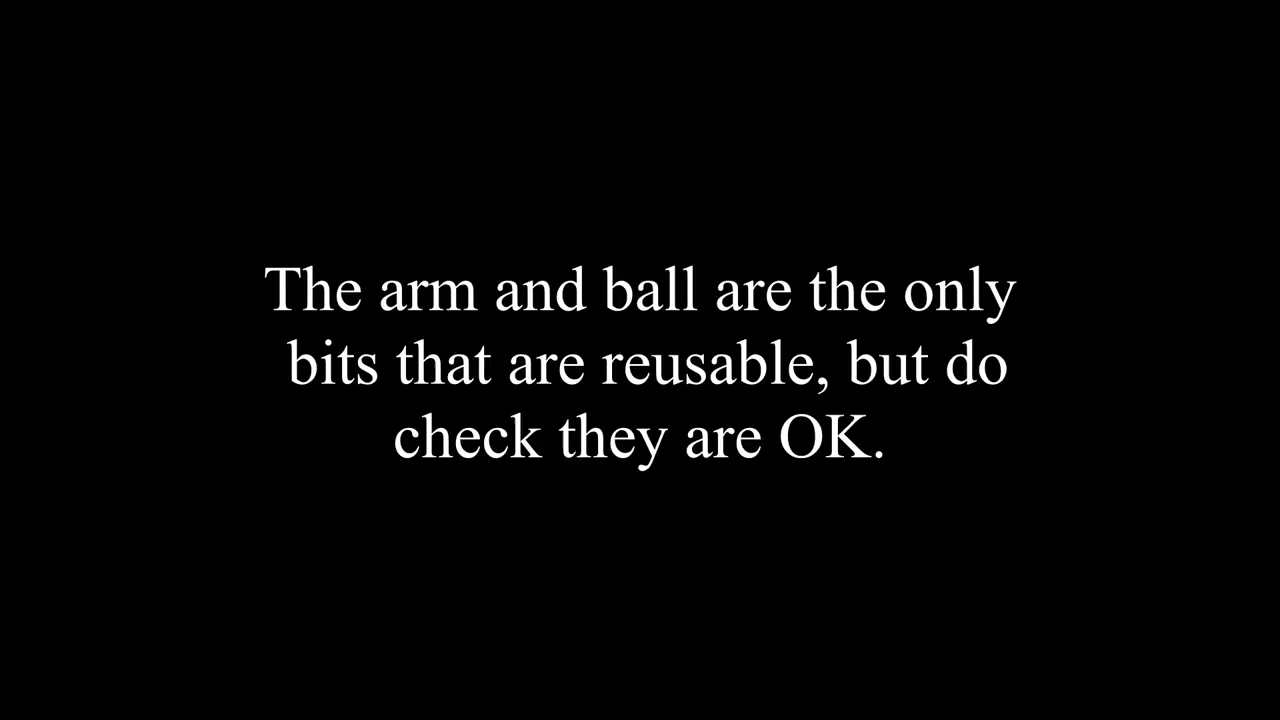 The arm and ball are the only
bits that are reusable, but do
check they are OK.